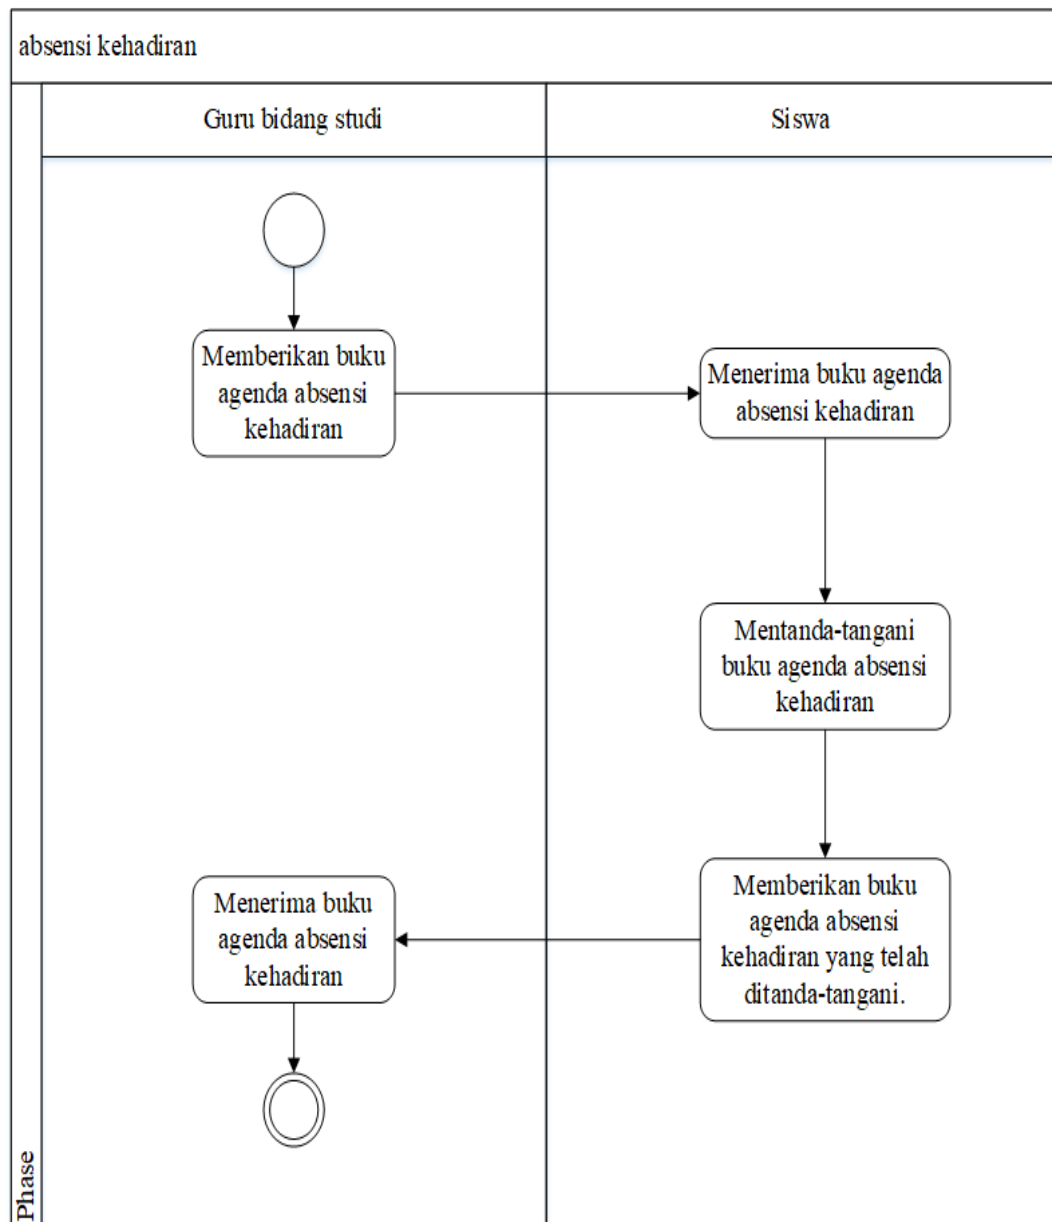 absensi kehadiran
Guru bidang studi
Siswa
Memberikan buku
agenda absensi
kehadiran
Menerima buku agenda
absensi kehadiran
Mentanda-tangani
buku agenda absensi
kehadiran
Memberikan buku
agenda absensi
kehadiran yang telah
ditanda-tangani.
Menerima buku
agenda absensi
kehadiran
Phase